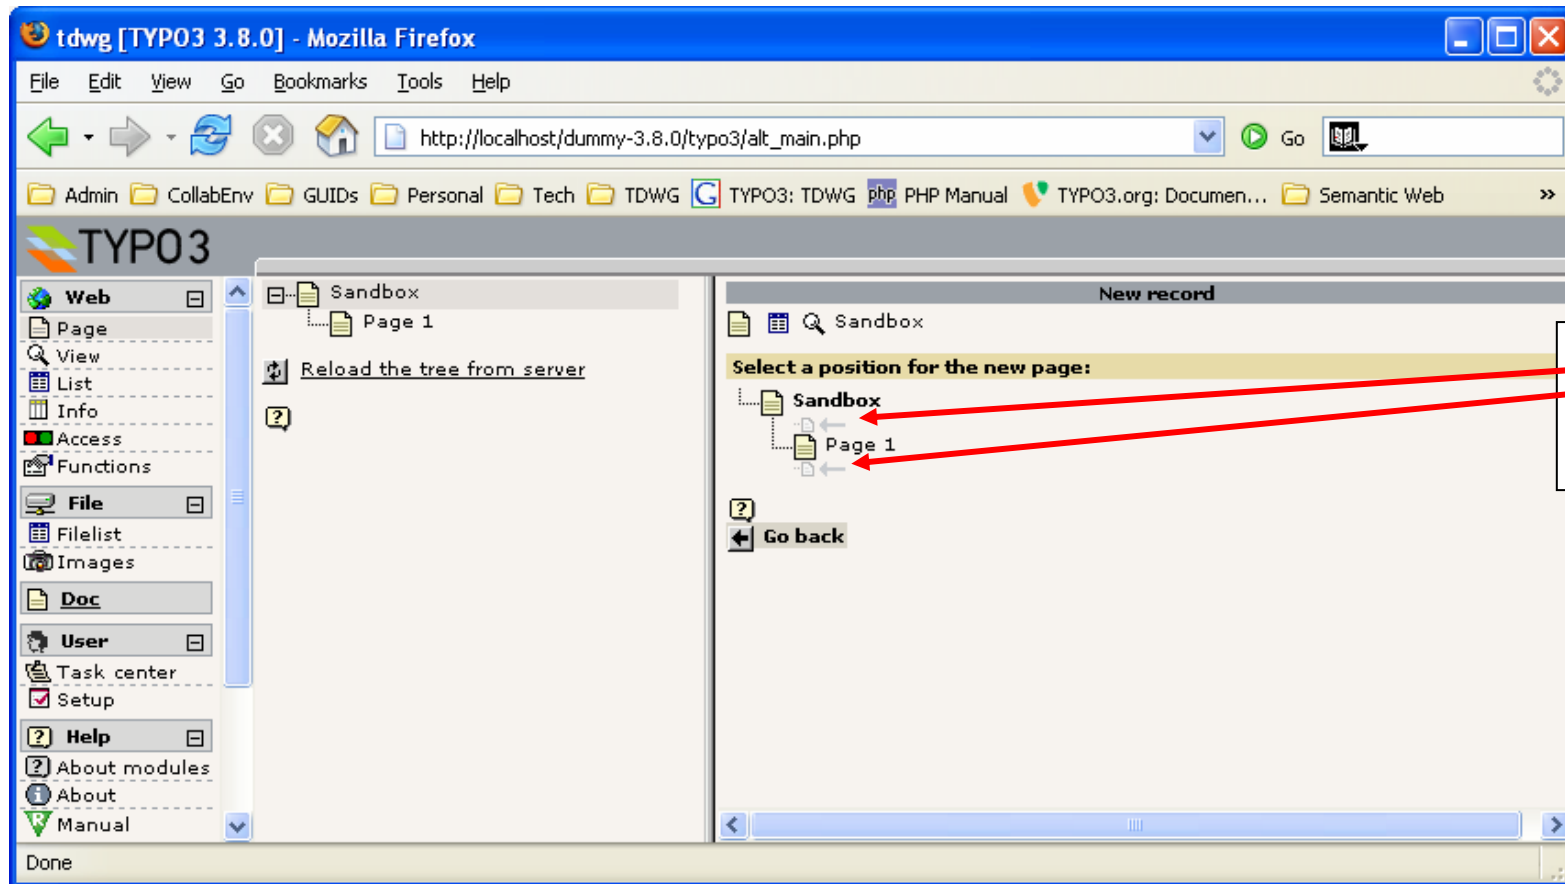 tdwg [TYPO3 3.8.0] - Mozilla Firefox
File Edit View Go Bookmarks Tools Help
http://localhost/dummy-3.8.0/typo3/alt_main.php Go
Admin CollabEnv GUIDs Personal Tech TDWG TYPO3: TDWG php PHP Manual TYPO3.org: Documen... Semantic Web »
TYPO3
Web
Page
View
List
Info
Access
Functions
File
Filelist
Images
Doc
User
Task center
Setup
Help
About modules
About
Manual
Sandbox
Page 1
Reload the tree from server
New record
Sandbox
Select a position for the new page:
Sandbox
Page 1
Go back
Done